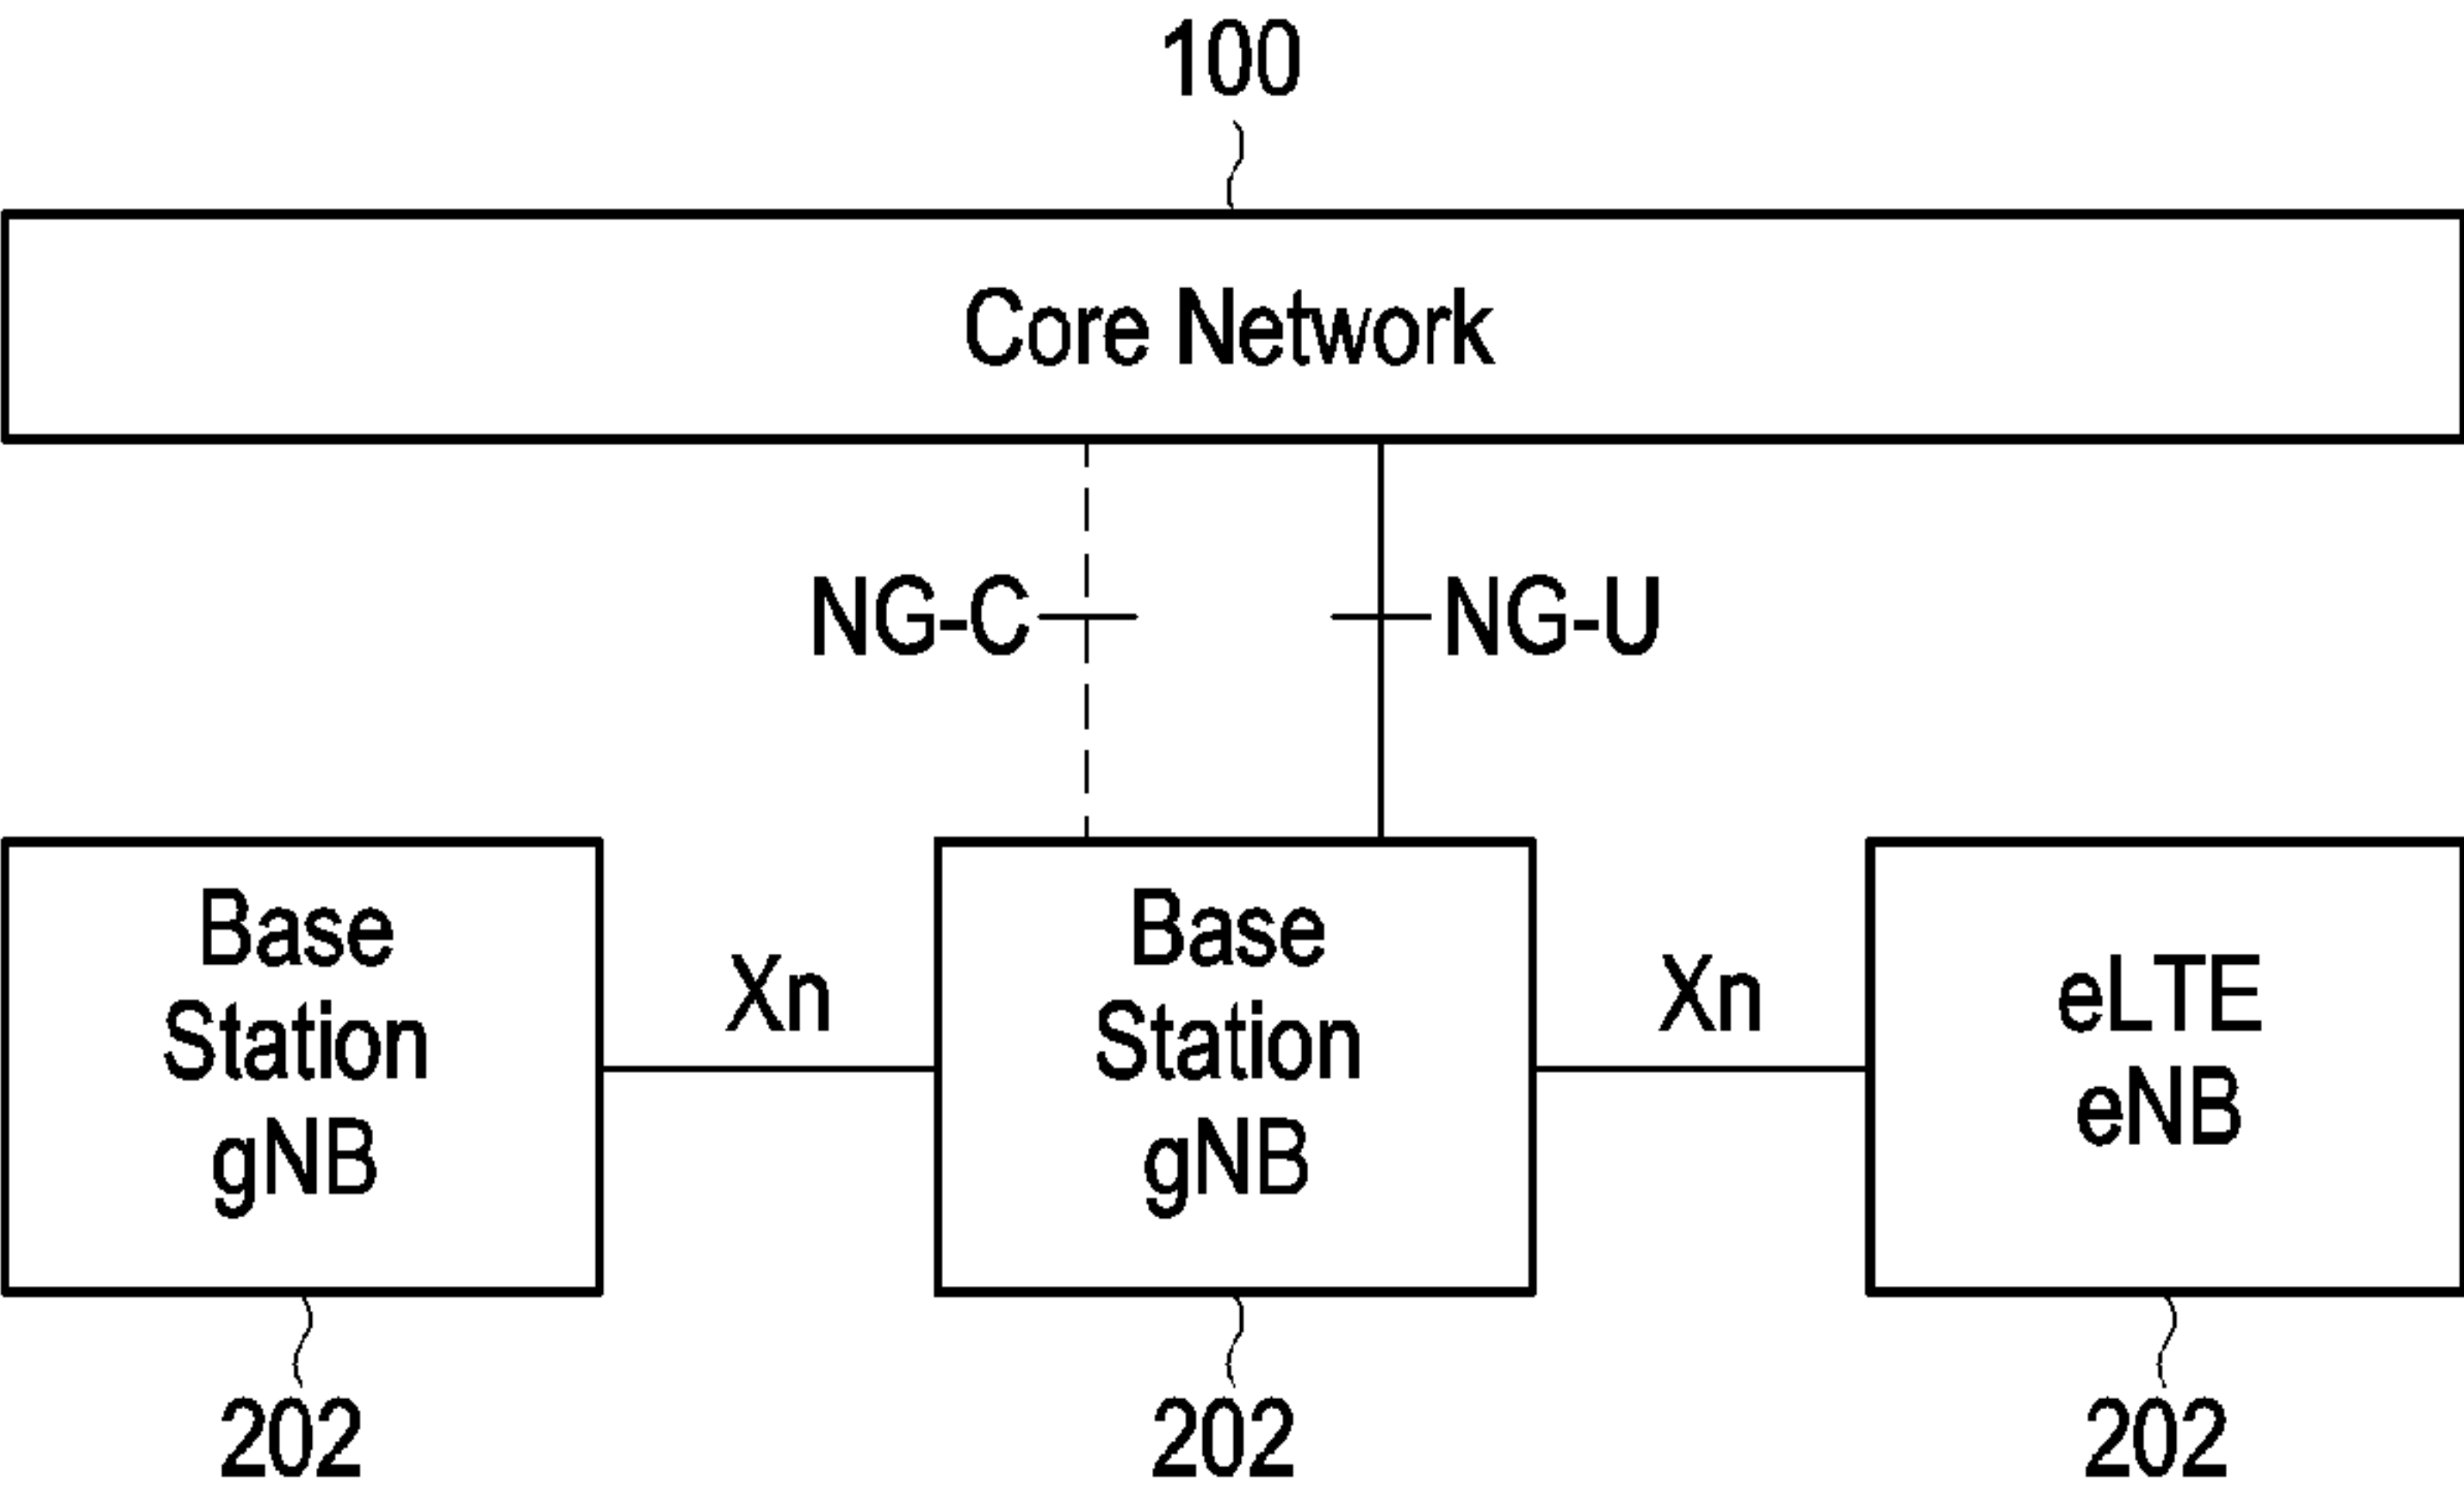 100
Core Network
NG-C
NG-U
Base
Station
gNB
Xn
Base
Station
gNB
Xn
eLTE
eNB
202
202
202